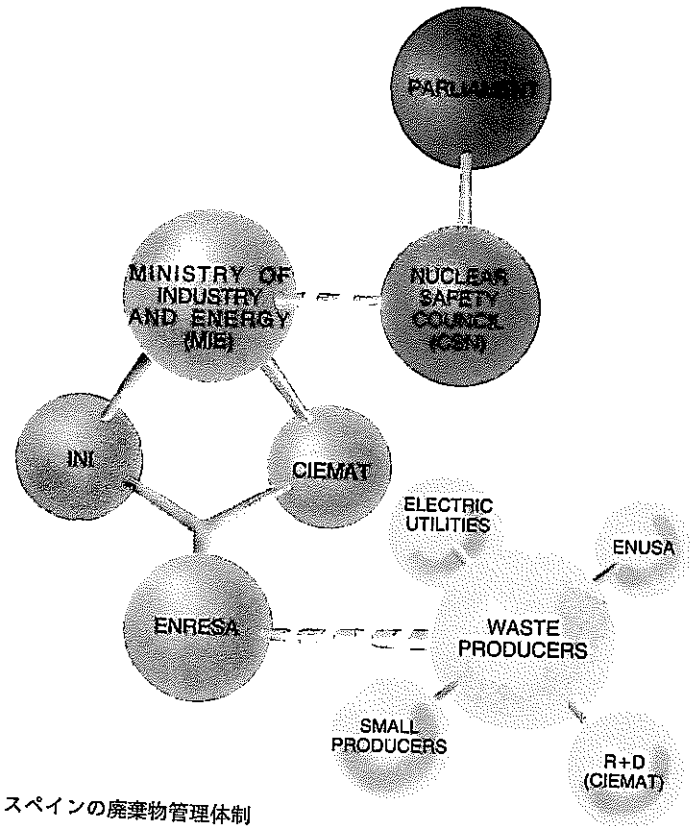 PARLIAMENT
MINISTRY OF
INDUSTRY
AND ENERGY
(MIE)
NUCLEAR
SAFETY
COUNCIL
(CSN)
INI
CIEMAT
ELECTRIC
UTILITIES
ENUSA
ENRESA
WASTE
PRODUCERS
SMALL
PRODUCERS
R+D
(CIEMAT)
スペインの廃棄物管理体制